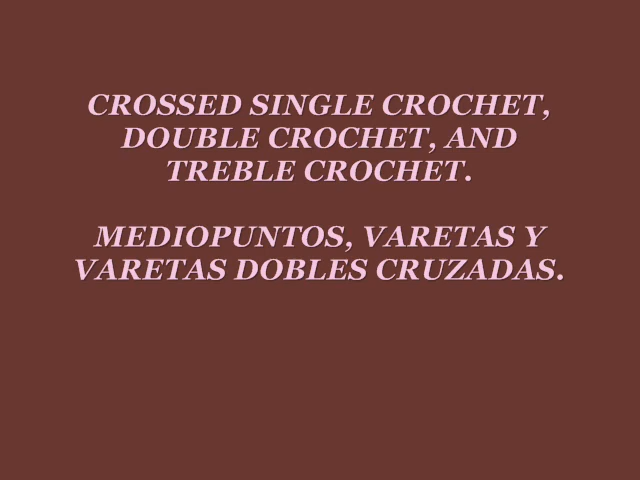 CROSSED SINGLE CROCHET,
DOUBLE CROCHET, AND
TREBLE CROCHET.
MEDIOPUNTOS, VARETAS Y
VARETAS DOBLES CRUZADAS.